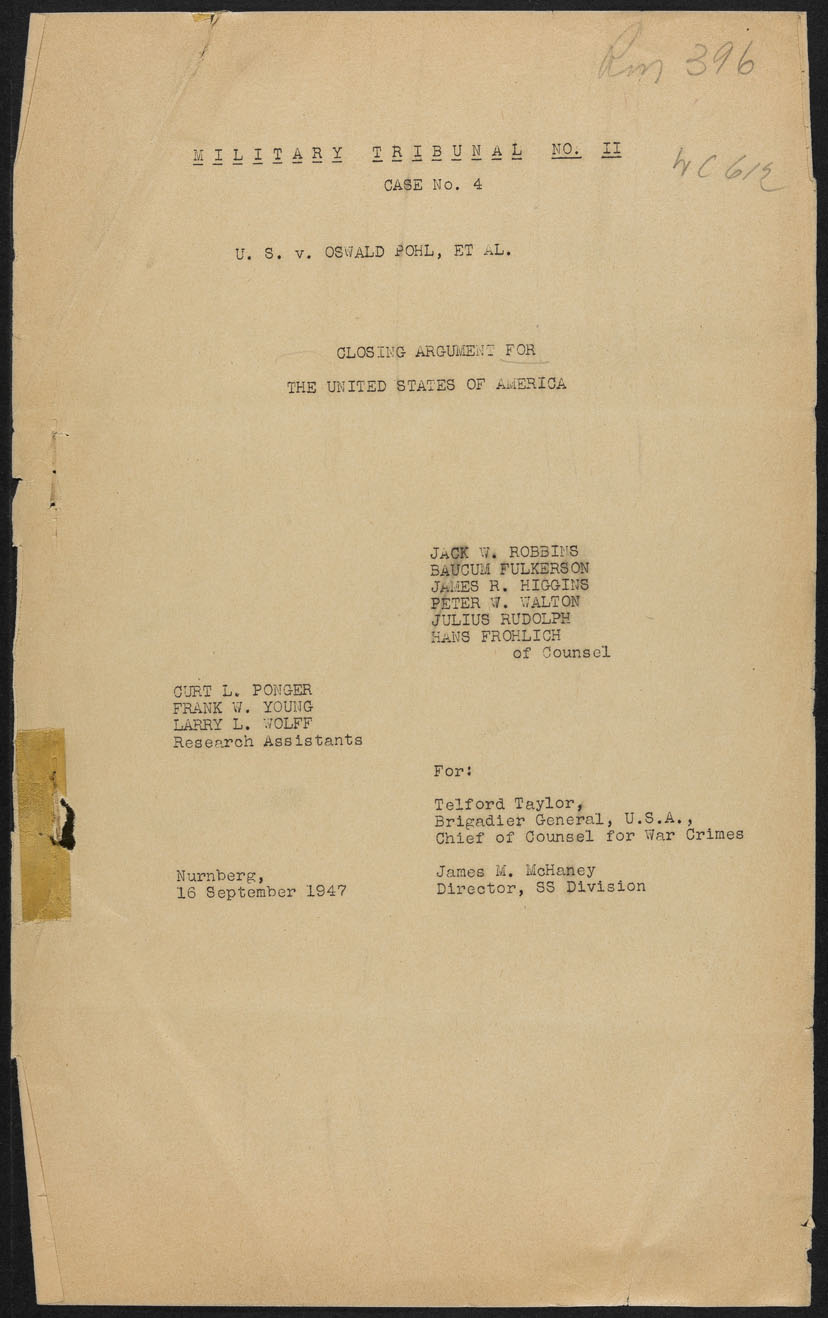 Rm 396
MILITARY TRIBUNAL NO. II
CASE No. 4
U. S. v. OSWALD POHL, ET AL.
CLOSING ARGUMENT FOR
THE UNITED STATES OF AMERICA
JACK W. ROBBINS
BAUCUM FULKERSON
JAMES R. HIGGINS
PETER W. WALTON
JULIUS RUDOLPH
HANS FROHLICH
of Counsel
CURT L. PONGER
FRANK W. YOUNG
LARRY L. WOLFF
Research Assistants
For:
Telford Taylor,
Brigadier General, U.S.A.,
Chief of Counsel for War Crimes
Nurnberg,
16 September 1947
James M. McHaney
Director, SS Division